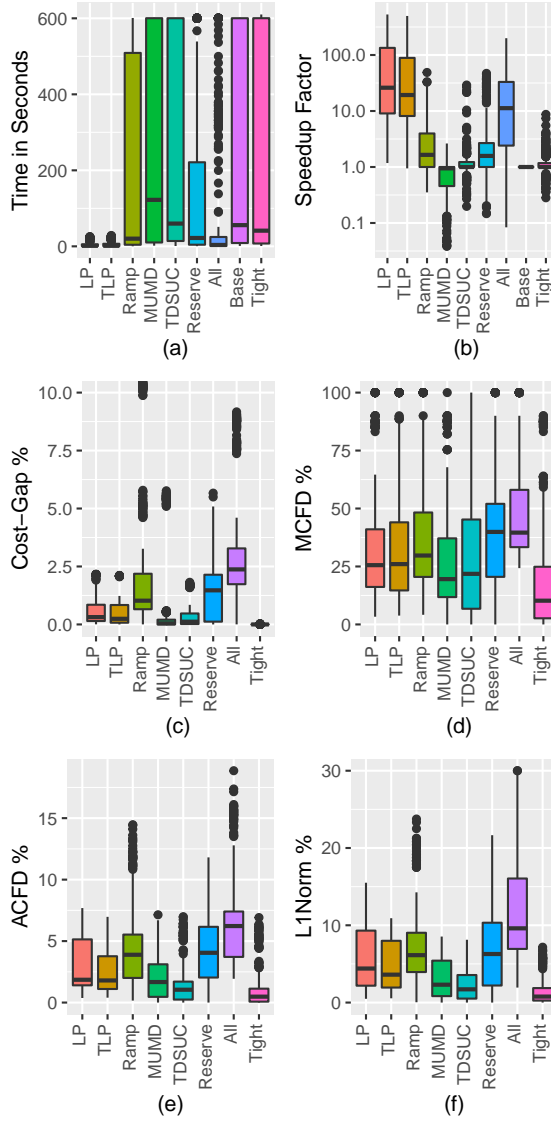 Time in Seconds
600
400
200
0
LP
TLP
Ramp
MUMD
TDSUC
Reserve
All
Base
Tight
(a)
Speedup Factor
100.0
10.0
1.0
0.1
LP
TLP
Ramp
MUMD
TDSUC
Reserve
All
Base
Tight
(b)
Cost−Gap %
10.0
7.5
5.0
2.5
0.0
LP
TLP
Ramp
MUMD
TDSUC
Reserve
All
Tight
(c)
MCFD %
100
75
50
25
0
LP
TLP
Ramp
MUMD
TDSUC
Reserve
All
Tight
(d)
ACFD %
15
10
5
0
LP
TLP
Ramp
MUMD
TDSUC
Reserve
All
Tight
(e)
L1Norm %
30
20
10
0
LP
TLP
Ramp
MUMD
TDSUC
Reserve
All
Tight
(f)